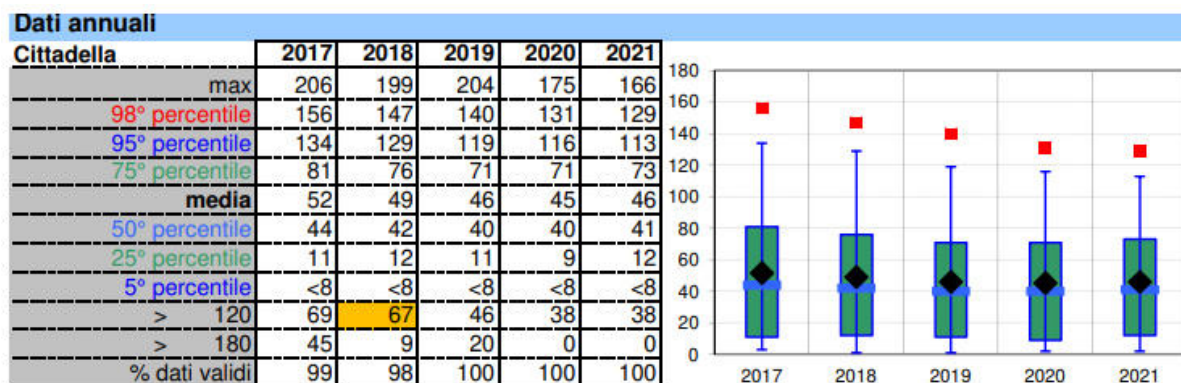 Dati annuali
Cittadella 2017 2018 2019 2020 2021
max 206 199 204 175 166
98° percentile 156 147 140 131 129
95° percentile 134 129 119 116 113
75° percentile 81 76 71 71 73
media 52 49 46 45 46
50° percentile 44 42 40 40 41
25° percentile 11 12 11 9 12
5° percentile <8 <8 <8 <8 <8
> 120 69 67 46 38 38
> 180 45 9 20 0 0
% dati validi 99 98 100 100 100
180
160
140
120
100
80
60
40
20
0
2017 2018 2019 2020 2021